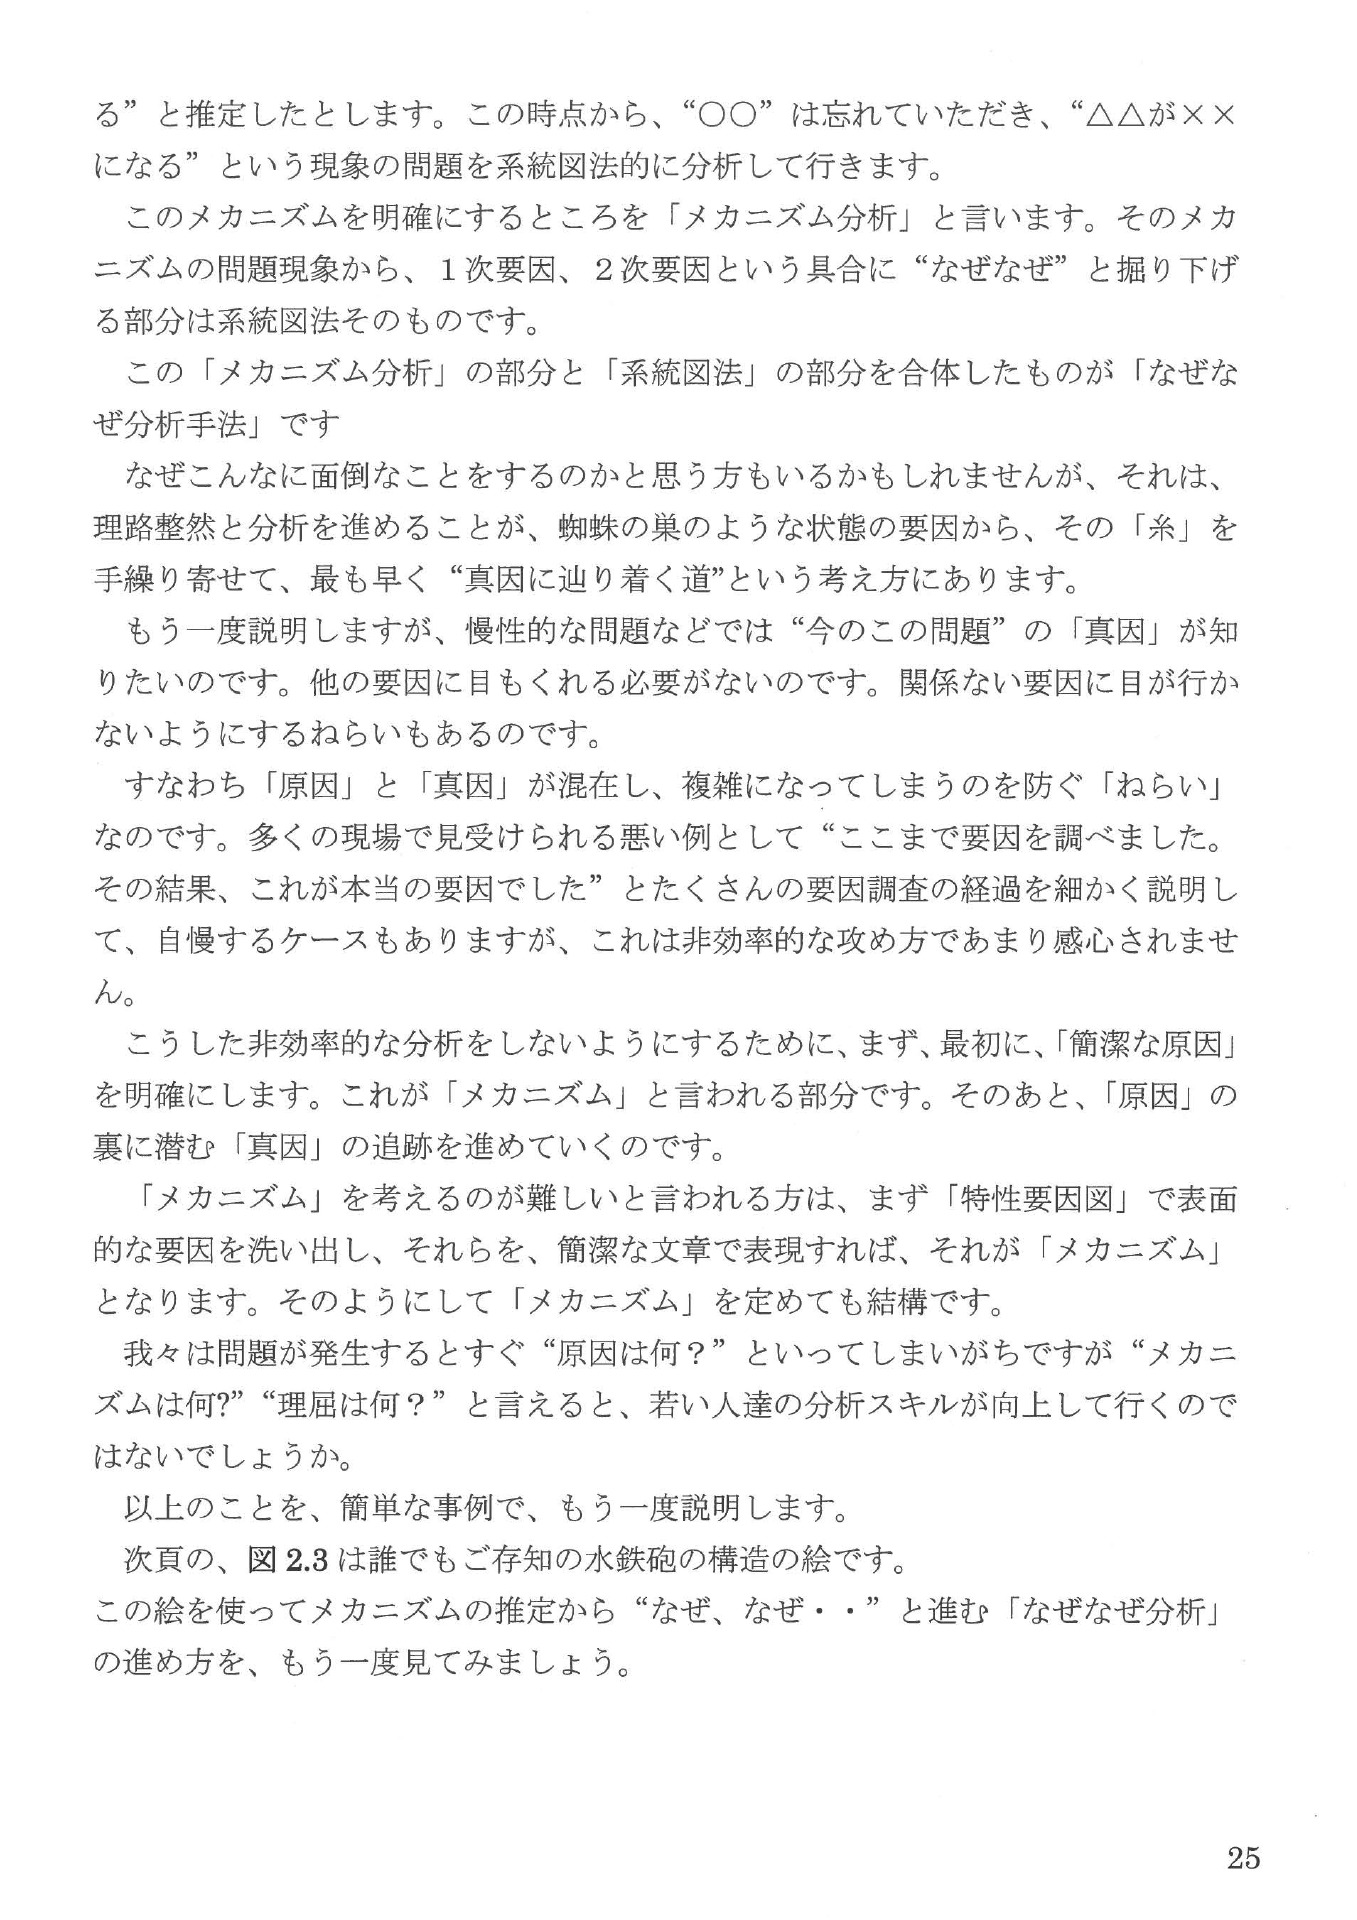 る” と推定したとします。この時点から、“○○” は忘れていただき、“△△が××
になる” という現象の問題を系統図法的に分析して行きます。
このメカニズムを明確にするところを「メカニズム分析」と言います。そのメカ
ニズムの問題現象から、１次要因、２次要因という具合に “なぜなぜ” と掘り下げ
る部分は系統図法そのものです。
この「メカニズム分析」の部分と「系統図法」の部分を合体したものが「なぜな
ぜ分析手法」です
なぜこんなに面倒なことをするのかと思う方もいるかもしれませんが、それは、
理路整然と分析を進めることが、蜘蛛の巣のような状態の要因から、その「糸」を
手繰り寄せて、最も早く “真因に辿り着く道”という考え方にあります。
もう一度説明しますが、慢性的な問題などでは “今のこの問題” の「真因」が知
りたいのです。他の要因に目もくれる必要がないのです。関係ない要因に目が行か
ないようにするねらいもあるのです。
すなわち「原因」と「真因」が混在し、複雑になってしまうのを防ぐ「ねらい」
なのです。多くの現場で見受けられる悪い例として “ここまで要因を調べました。
その結果、これが本当の要因でした” とたくさんの要因調査の経過を細かく説明し
て、自慢するケースもありますが、これは非効率的な攻め方であまり感心されませ
ん。
こうした非効率的な分析をしないようにするために、まず、最初に、「簡潔な原因」
を明確にします。これが「メカニズム」と言われる部分です。そのあと、「原因」の
裏に潜む「真因」の追跡を進めていくのです。
「メカニズム」を考えるのが難しいと言われる方は、まず「特性要因図」で表面
的な要因を洗い出し、それらを、簡潔な文章で表現すれば、それが「メカニズム」
となります。そのようにして「メカニズム」を定めても結構です。
我々は問題が発生するとすぐ “原因は何？” といってしまいがちですが “メカニ
ズムは何?” “理屈は何？” と言えると、若い人達の分析スキルが向上して行くので
はないでしょうか。
以上のことを、簡単な事例で、もう一度説明します。
次頁の、図 2.3 は誰でもご存知の水鉄砲の構造の絵です。
この絵を使ってメカニズムの推定から “なぜ、なぜ・・” と進む「なぜなぜ分析」
の進め方を、もう一度見てみましょう。
25